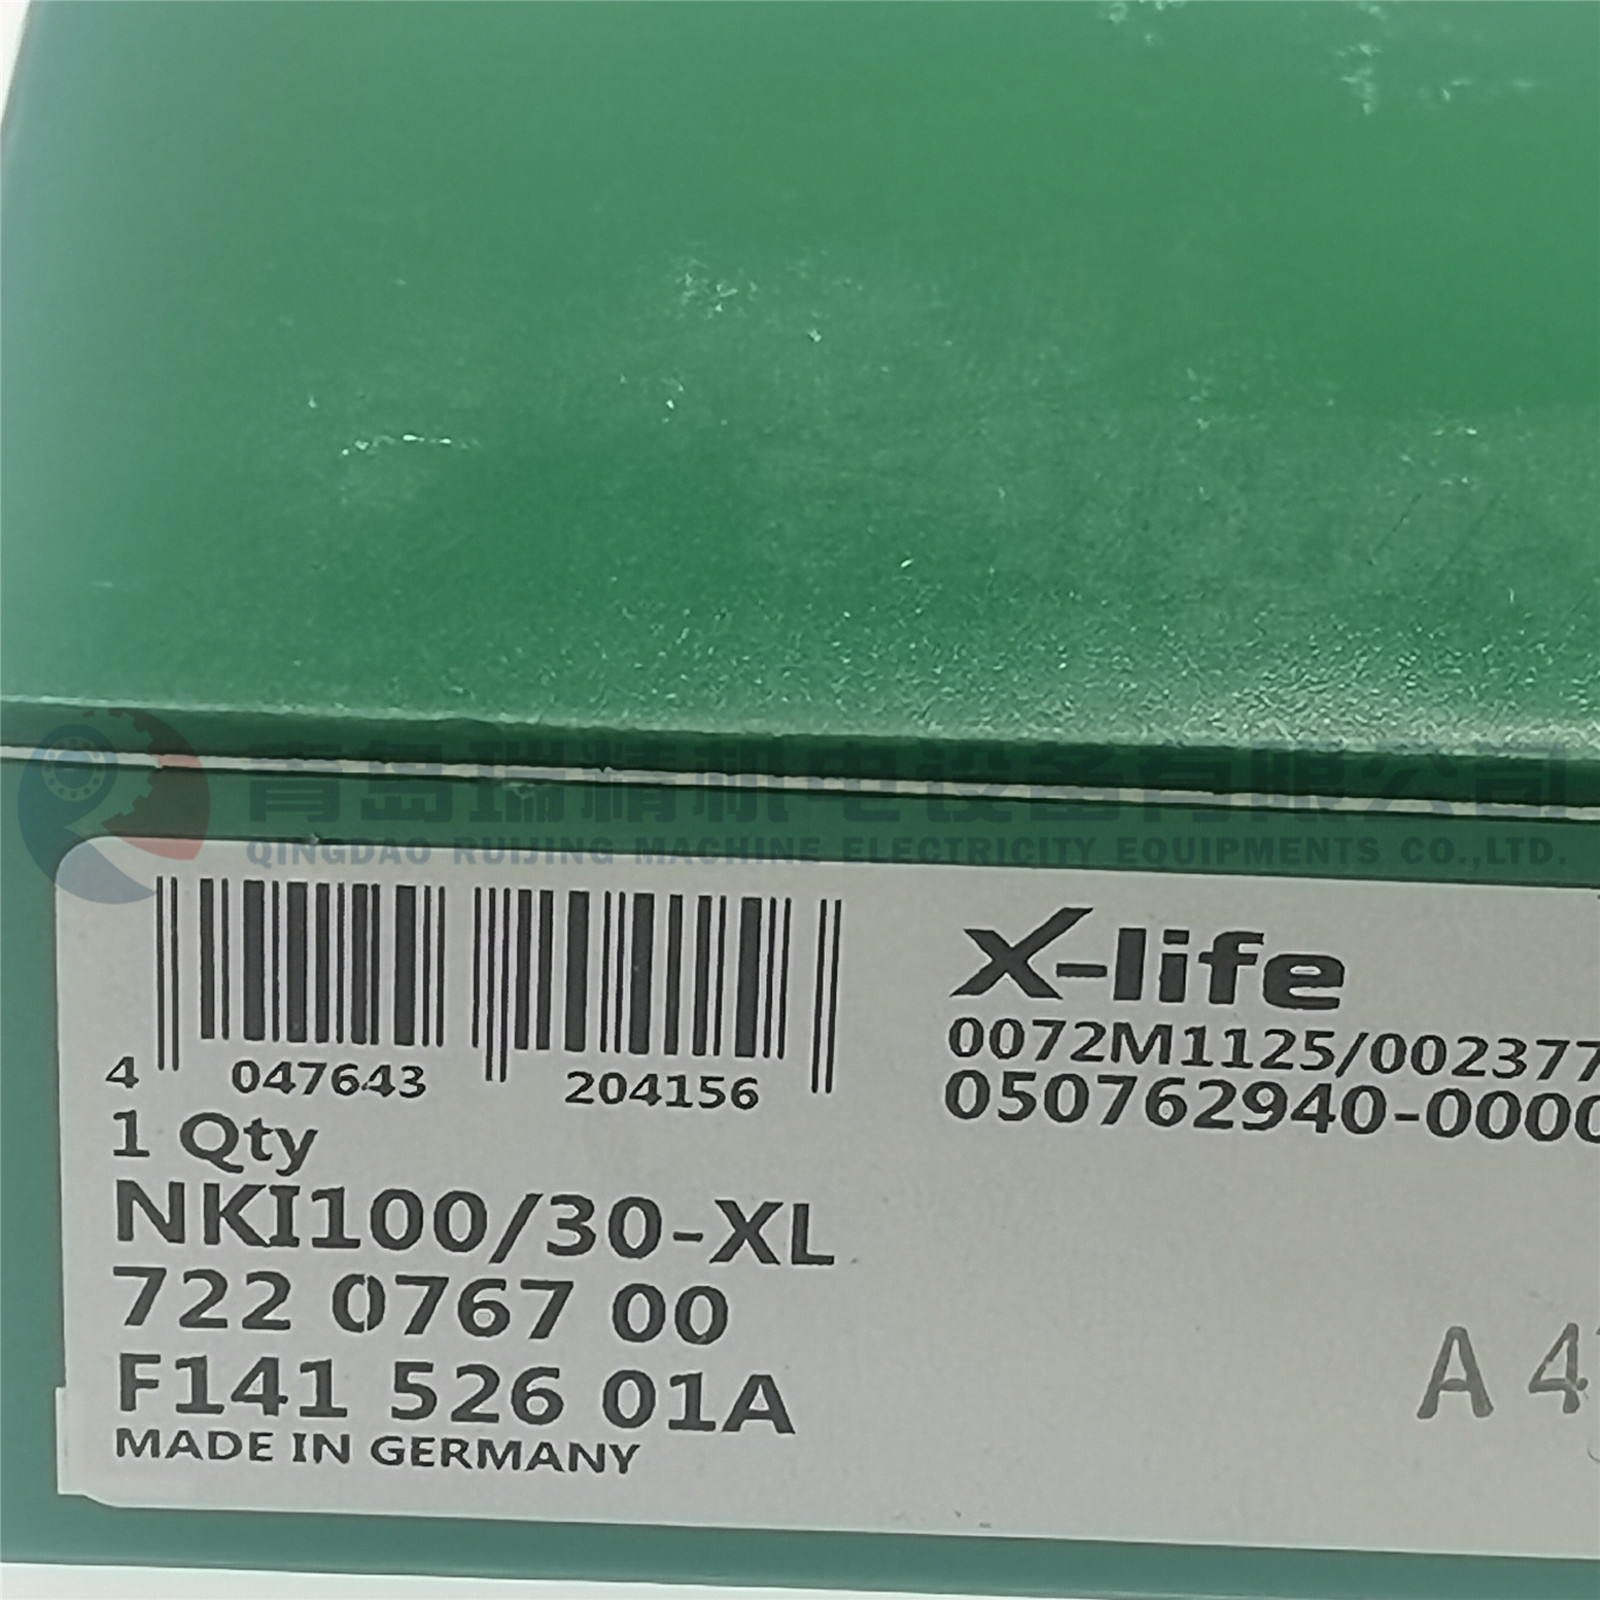 青岛瑞精机电设备有限公司
QINGDAO RUIJING MACHINE ELECTRICITY EQUIPMENTS CO.,LTD.
4 047643 204156
X-life
0072M1125/002377
050762940-0000
1 Qty
NKI100/30-XL
722 0767 00
F141 526 01A
MADE IN GERMANY
A 4